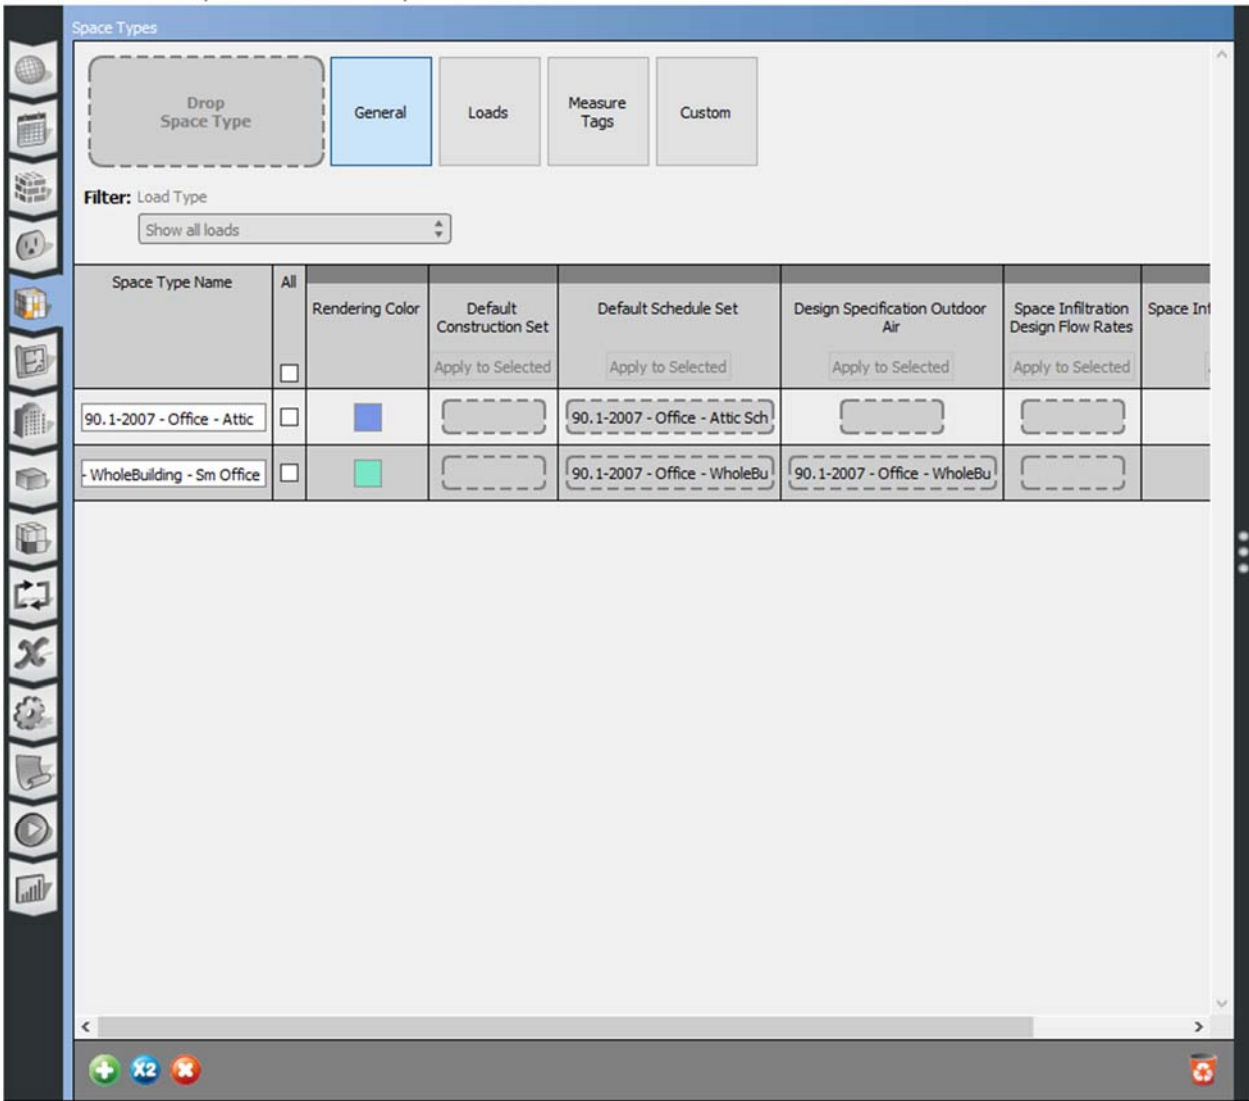 Space Types
Drop
Space Type
General
Loads
Measure
Tags
Custom
Filter: Load Type
Show all loads
Space Type Name
All
Rendering Color
Default
Construction Set
Default Schedule Set
Design Specification Outdoor
Air
Space Infiltration
Design Flow Rates
Space Inf
Apply to Selected
Apply to Selected
Apply to Selected
Apply to Selected
90.1-2007 - Office - Attic
90.1-2007 - Office - Attic Sch
- WholeBuilding - Sm Office
90.1-2007 - Office - WholeBu
90.1-2007 - Office - WholeBu
X2